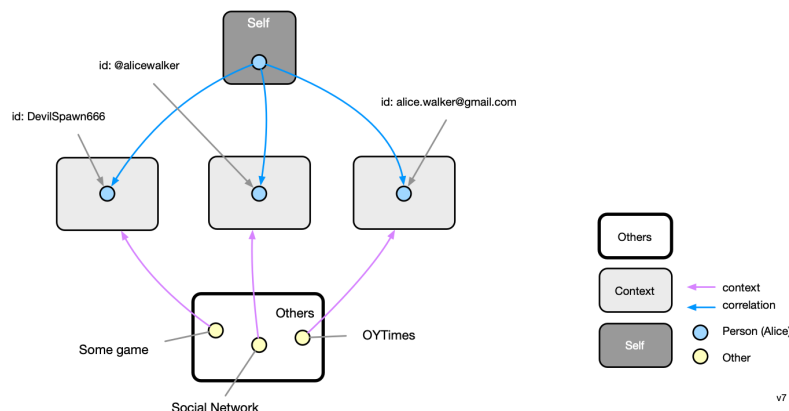 Self
id: @alicewalker
id: alice.walker@gmail.com
id: DevilSpawn666
Others
Some game
OYTimes
Social Network
Others
Context
context
correlation
Self
Person (Alice)
Other
v7